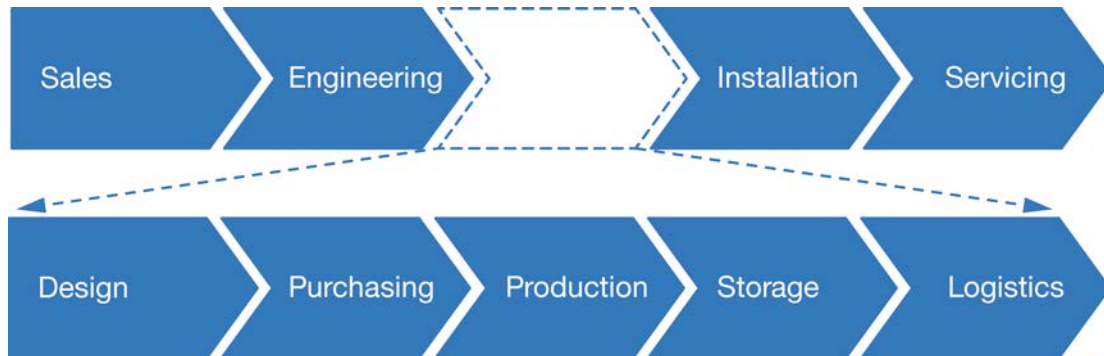 Sales Engineering Installation Servicing
Design Purchasing Production Storage Logistics